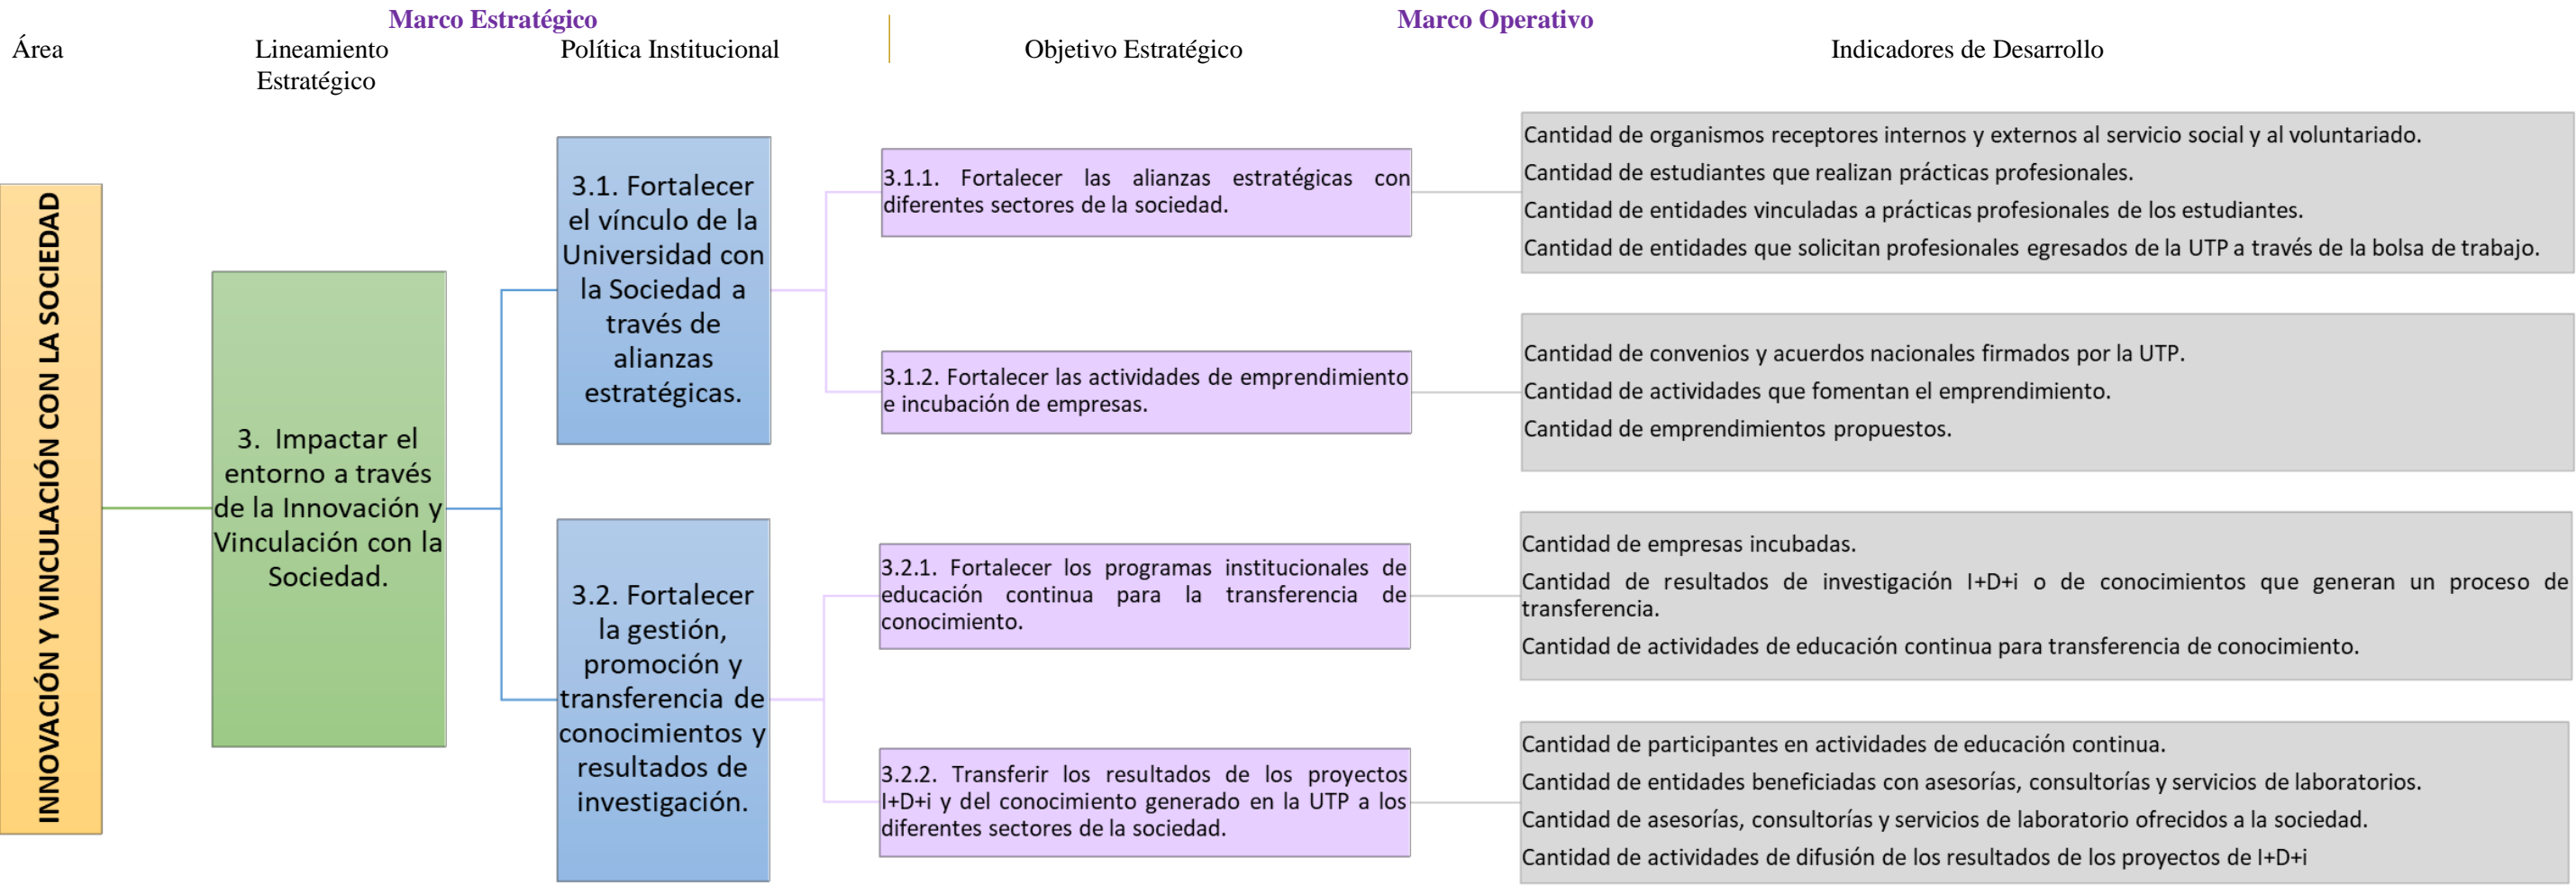 Marco Estratégico
Marco Operativo
Área
Lineamiento
Estratégico
Política Institucional
Objetivo Estratégico
Indicadores de Desarrollo
INNOVACIÓN Y VINCULACIÓN CON LA SOCIEDAD
3. Impactar el
entorno a través
de la Innovación y
Vinculación con la
Sociedad.
3.1. Fortalecer
el vínculo de la
Universidad con
la Sociedad a
través de
alianzas
estratégicas.
3.1.1. Fortalecer las alianzas estratégicas con
diferentes sectores de la sociedad.
Cantidad de organismos receptores internos y externos al servicio social y al voluntariado.
Cantidad de estudiantes que realizan prácticas profesionales.
Cantidad de entidades vinculadas a prácticas profesionales de los estudiantes.
Cantidad de entidades que solicitan profesionales egresados de la UTP a través de la bolsa de trabajo.
3.1.2. Fortalecer las actividades de emprendimiento
e incubación de empresas.
Cantidad de convenios y acuerdos nacionales firmados por la UTP.
Cantidad de actividades que fomentan el emprendimiento.
Cantidad de emprendimientos propuestos.
3.2. Fortalecer
la gestión,
promoción y
transferencia de
conocimientos y
resultados de
investigación.
3.2.1. Fortalecer los programas institucionales de
educación continua para la transferencia de
conocimiento.
Cantidad de empresas incubadas.
Cantidad de resultados de investigación I+D+i o de conocimientos que generan un proceso de
transferencia.
Cantidad de actividades de educación continua para transferencia de conocimiento.
3.2.2. Transferir los resultados de los proyectos
I+D+i y del conocimiento generado en la UTP a los
diferentes sectores de la sociedad.
Cantidad de participantes en actividades de educación continua.
Cantidad de entidades beneficiadas con asesorías, consultorías y servicios de laboratorios.
Cantidad de asesorías, consultorías y servicios de laboratorio ofrecidos a la sociedad.
Cantidad de actividades de difusión de los resultados de los proyectos de I+D+i